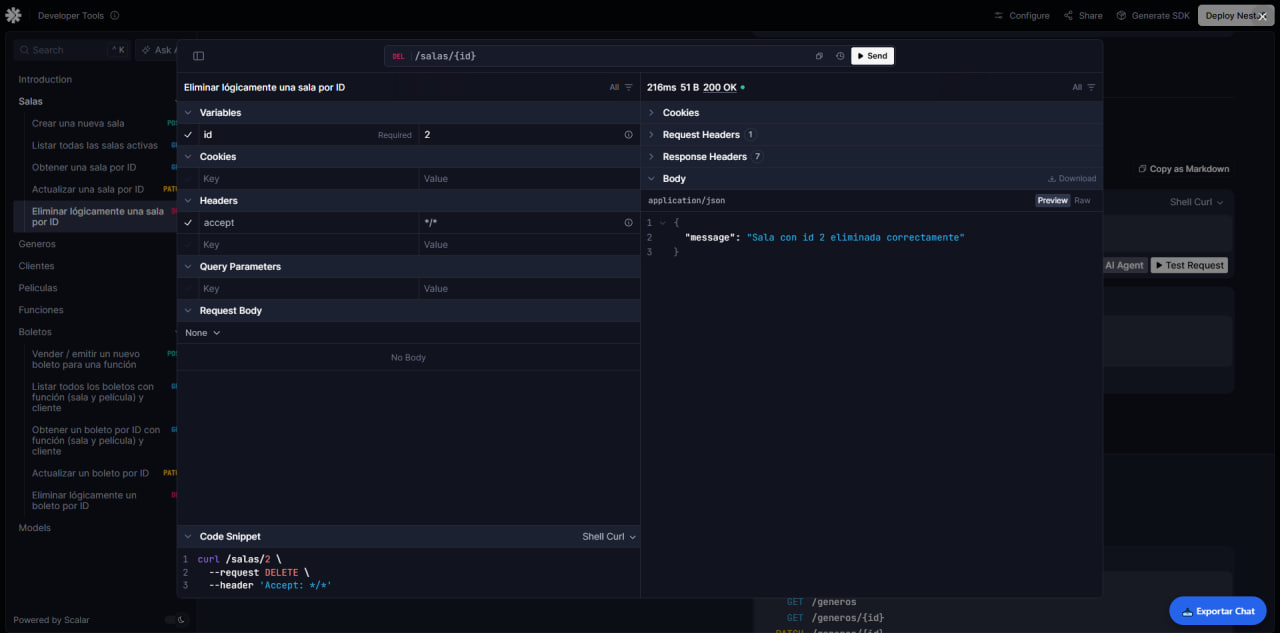 Developer Tools
Configure
Share
Generate SDK
Search
^ K
Ask
Introduction
Salas
Crear una nueva sala
Listar todas las salas activas
Obtener una sala por ID
Actualizar una sala por ID
Eliminar lógicamente una sala
por ID
Generos
Clientes
Peliculas
Funciones
Boletos
Vender / emitir un nuevo
boleto para una función
Listar todos los boletos con
función (sala y película) y
cliente
Obtener un boleto por ID con
función (sala y película) y
cliente
Actualizar un boleto por ID
Eliminar lógicamente un
boleto por ID
Models
Powered by Scalar
DEL /salas/{id}
Send
Eliminar lógicamente una sala por ID
All
Variables
id Required 2
Cookies
Key Value
Headers
accept */*
Key Value
Query Parameters
Key Value
Request Body
None
No Body
Code Snippet
Shell Curl
1 curl /salas/2 \
2 --request DELETE \
3 --header 'Accept: */*'
216ms 51 B 200 OK
All
Cookies
Request Headers 1
Response Headers 7
Body
Download
application/json
Preview Raw
1 {
2 "message": "Sala con id 2 eliminada correctamente"
3 }
Deploy
Copy as Markdown
Shell Curl
AI Agent
Test Request
GET /generos
GET /generos/{id}
PATCH /generos/{id}
Exportar Chat